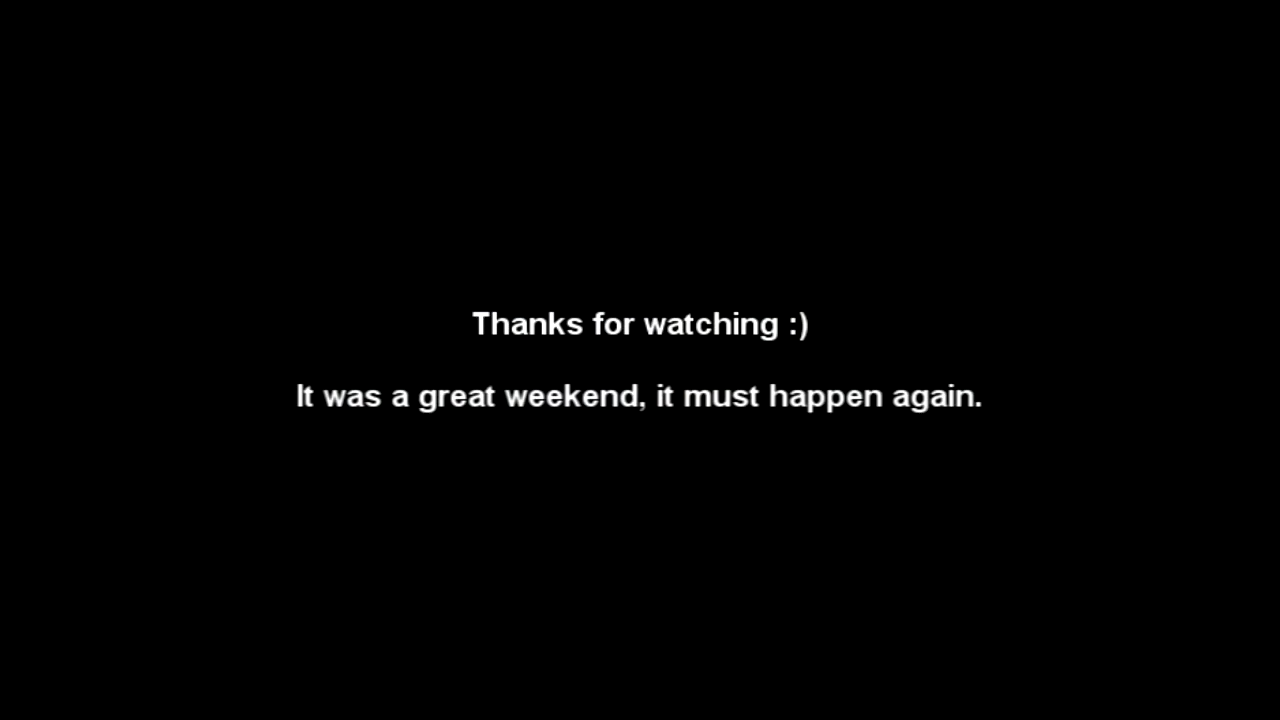 Thanks for watching :)
It was a great weekend, it must happen again.